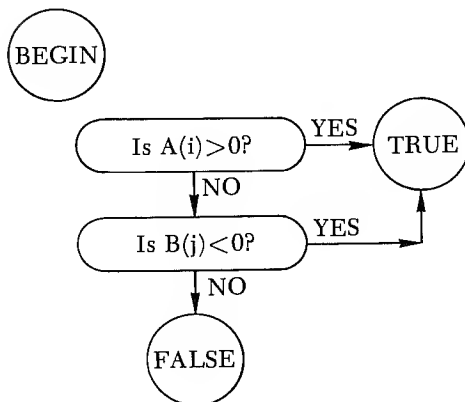 BEGIN
Is A(i)>0?
YES
TRUE
NO
Is B(j)<0?
YES
NO
FALSE